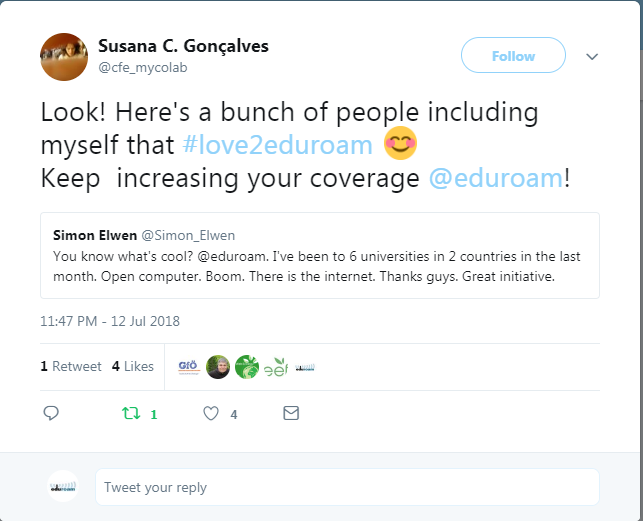 Susana C. Gonçalves
@cfe_mycolab
Follow
Look! Here's a bunch of people including
myself that #love2eduroam
Keep  increasing your coverage @eduroam!
Simon Elwen @Simon_Elwen
You know what's cool? @eduroam. I've been to 6 universities in 2 countries in the last
month. Open computer. Boom. There is the internet. Thanks guys. Great initiative.
11:47 PM - 12 Jul 2018
1 Retweet 4 Likes
GfÖ
eef
1
4
Tweet your reply